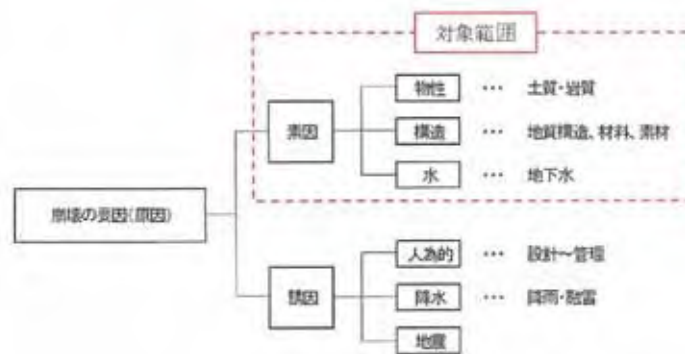 対象範囲
素因
物性 … 土質・岩質
構造 … 地質構造、材料、素材
水 … 地下水
崩壊の要因(原因)
誘因
人為的 … 設計～管理
降水 … 降雨・融雪
地震